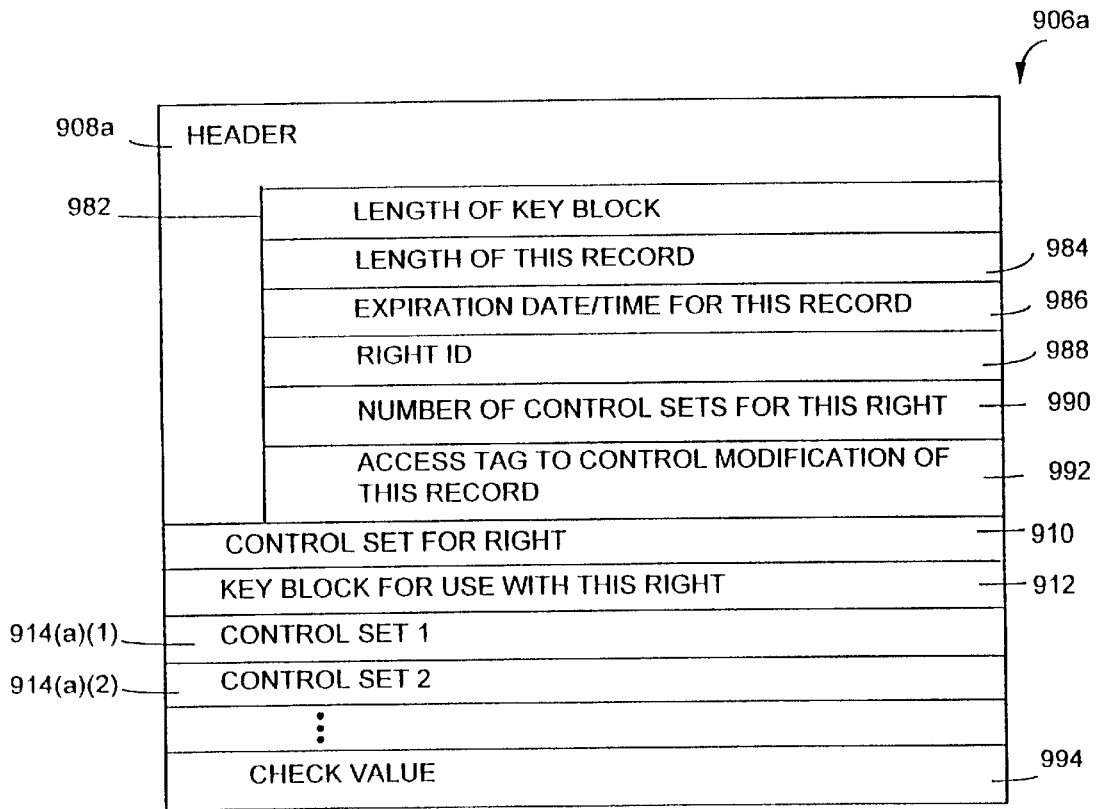 906a
908a
HEADER
982
LENGTH OF KEY BLOCK
LENGTH OF THIS RECORD
984
EXPIRATION DATE/TIME FOR THIS RECORD
986
RIGHT ID
988
NUMBER OF CONTROL SETS FOR THIS RIGHT
990
ACCESS TAG TO CONTROL MODIFICATION OF
THIS RECORD
992
CONTROL SET FOR RIGHT
910
KEY BLOCK FOR USE WITH THIS RIGHT
912
914(a)(1)
CONTROL SET 1
914(a)(2)
CONTROL SET 2
CHECK VALUE
994